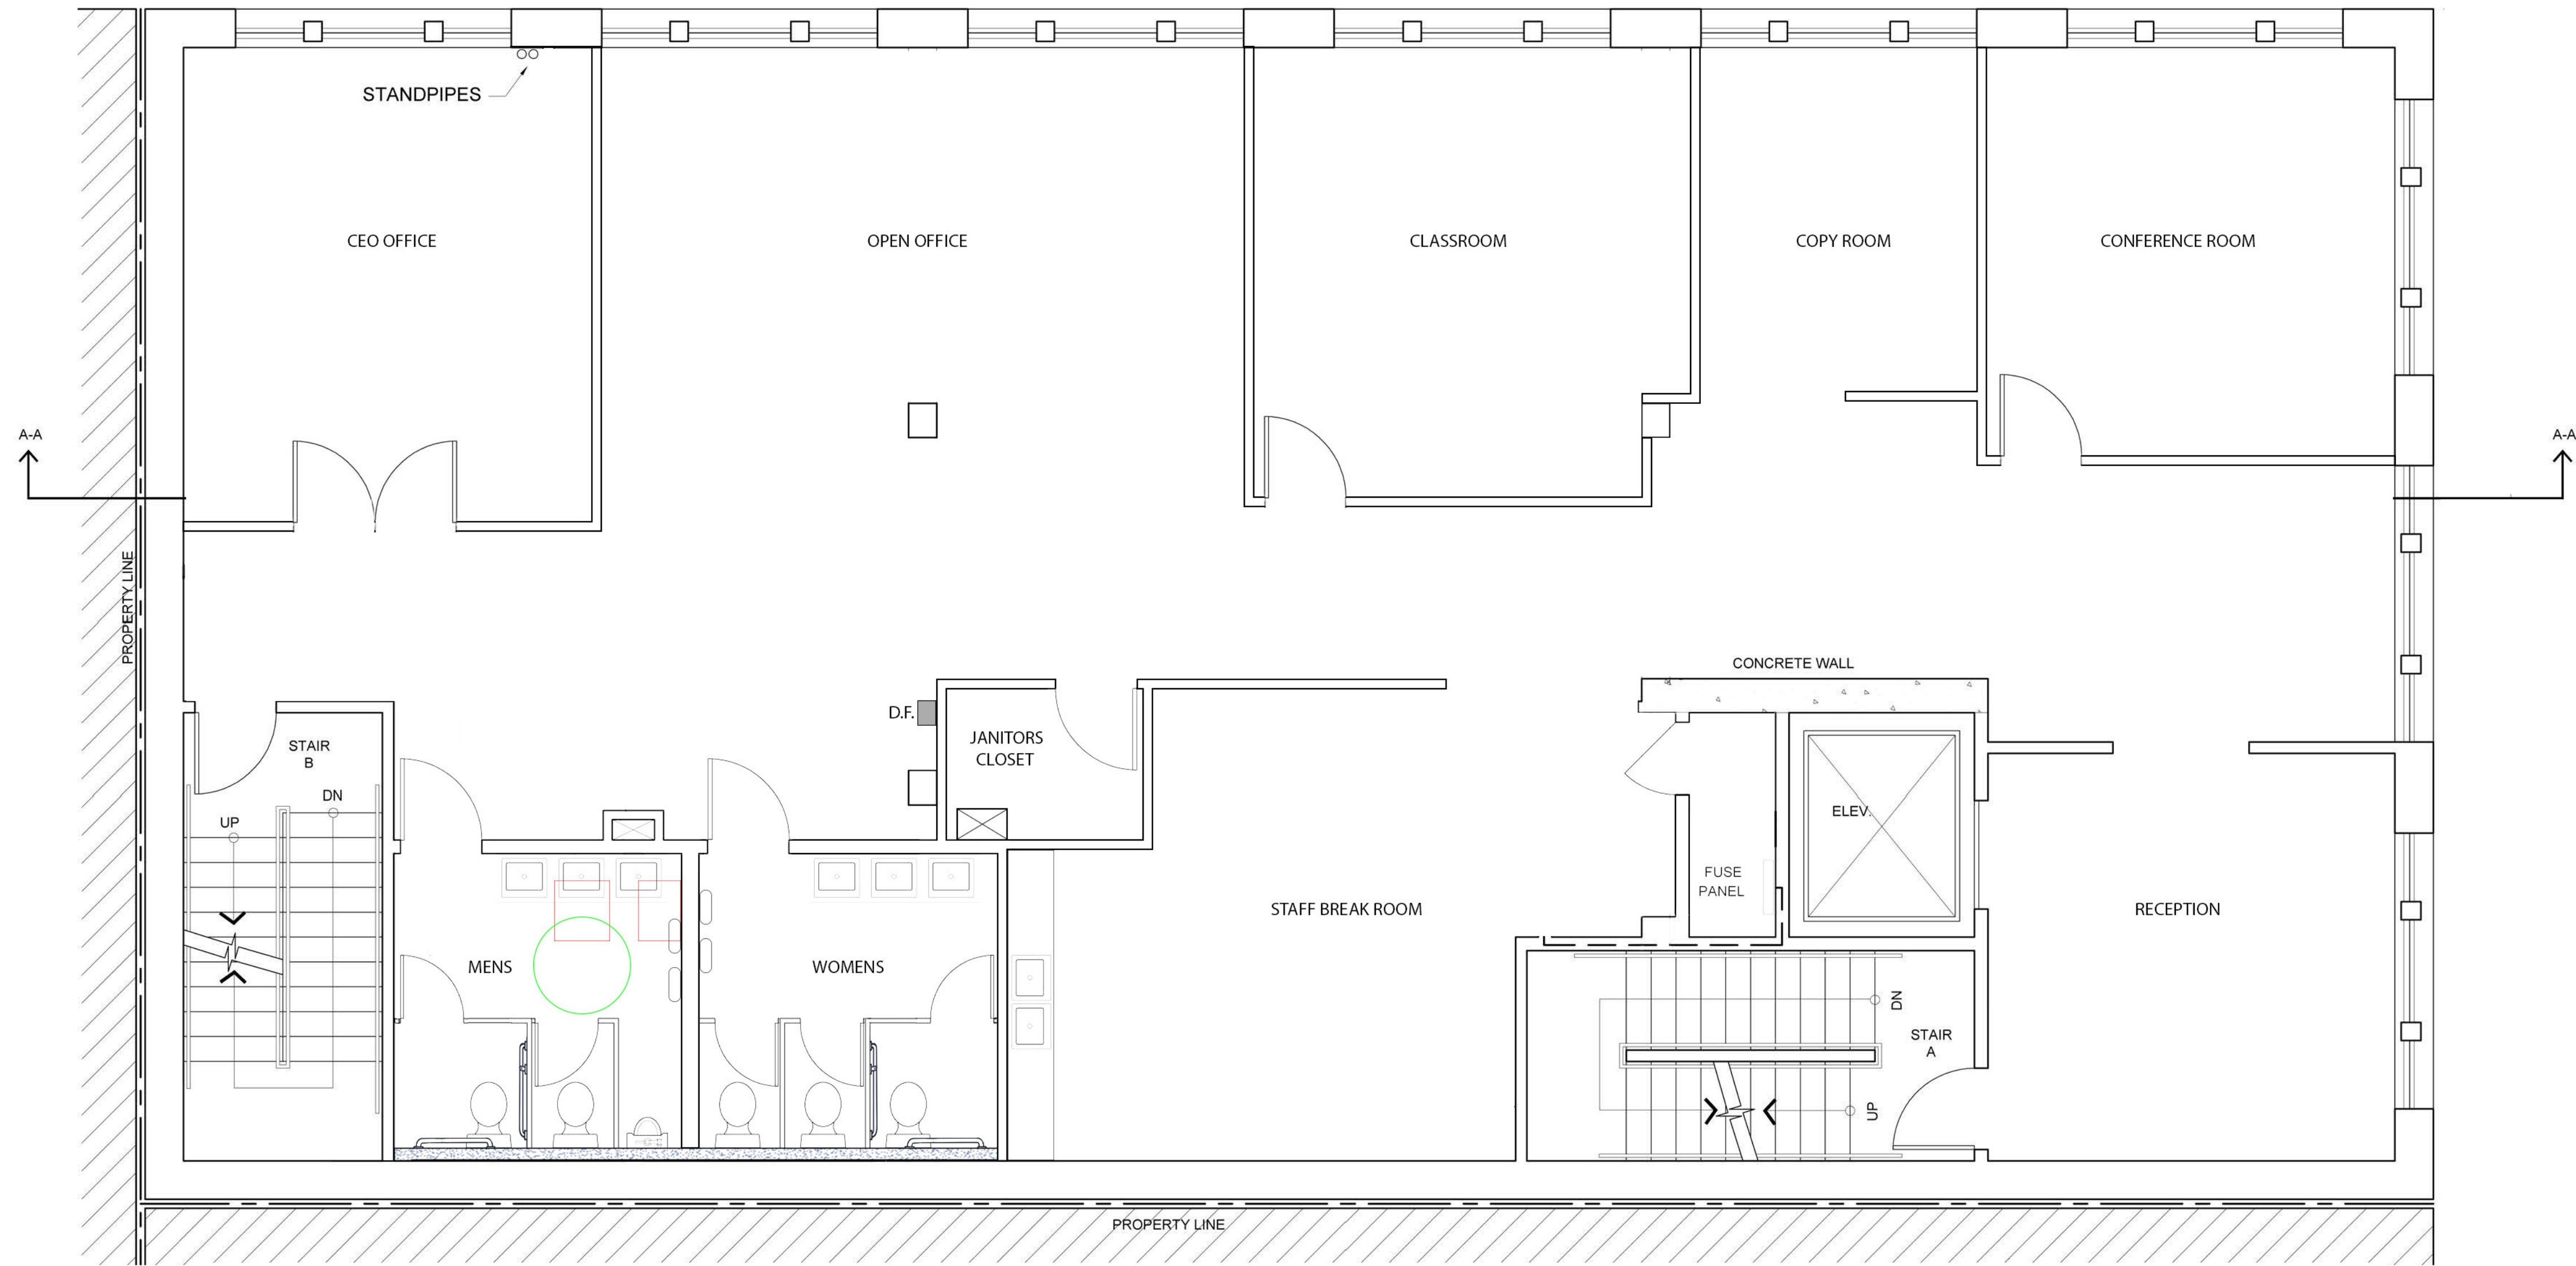 STANDPIPES
CEO OFFICE
OPEN OFFICE
CLASSROOM
COPY ROOM
CONFERENCE ROOM
A-A
A-A
PROPERTY LINE
CONCRETE WALL
D.F.
JANITORS
CLOSET
STAIR
B
DN
UP
ELEV.
FUSE
PANEL
STAFF BREAK ROOM
RECEPTION
MENS
WOMENS
DN
STAIR
A
UP
PROPERTY LINE